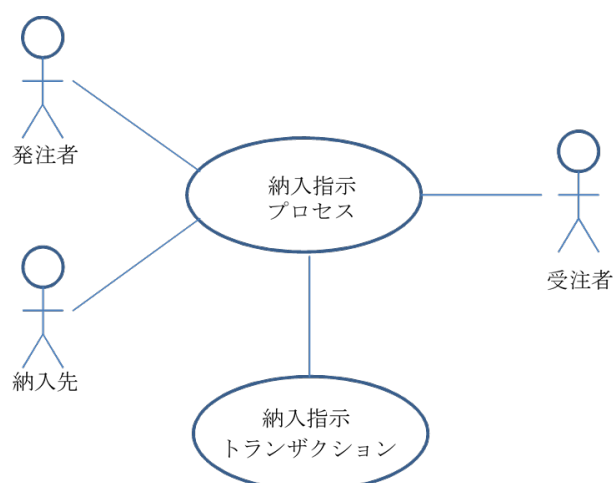 発注者
納入指示
プロセス
受注者
納入先
納入指示
トランザクション